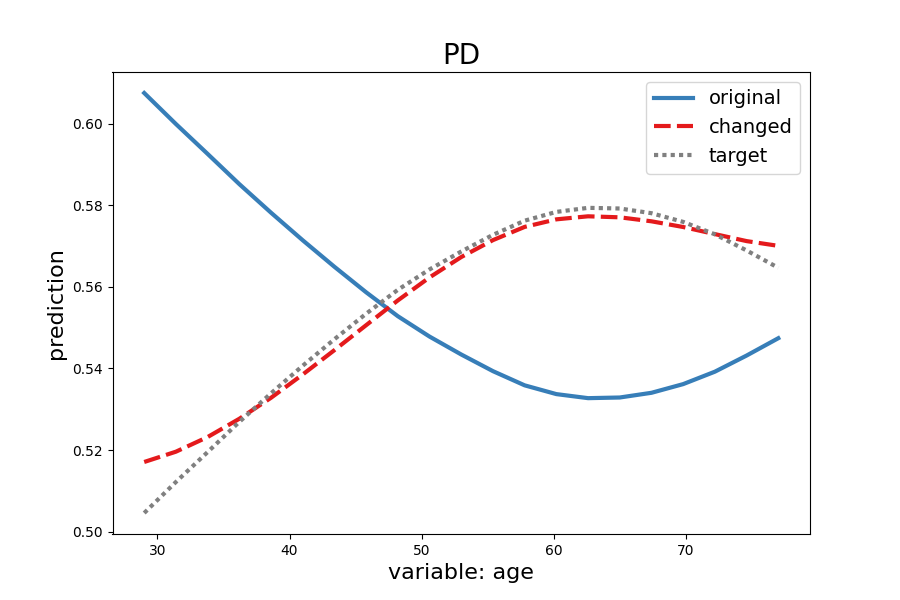 PD
original
changed
target
prediction
0.60
0.58
0.56
0.54
0.52
0.50
30 40 50 60 70
variable: age